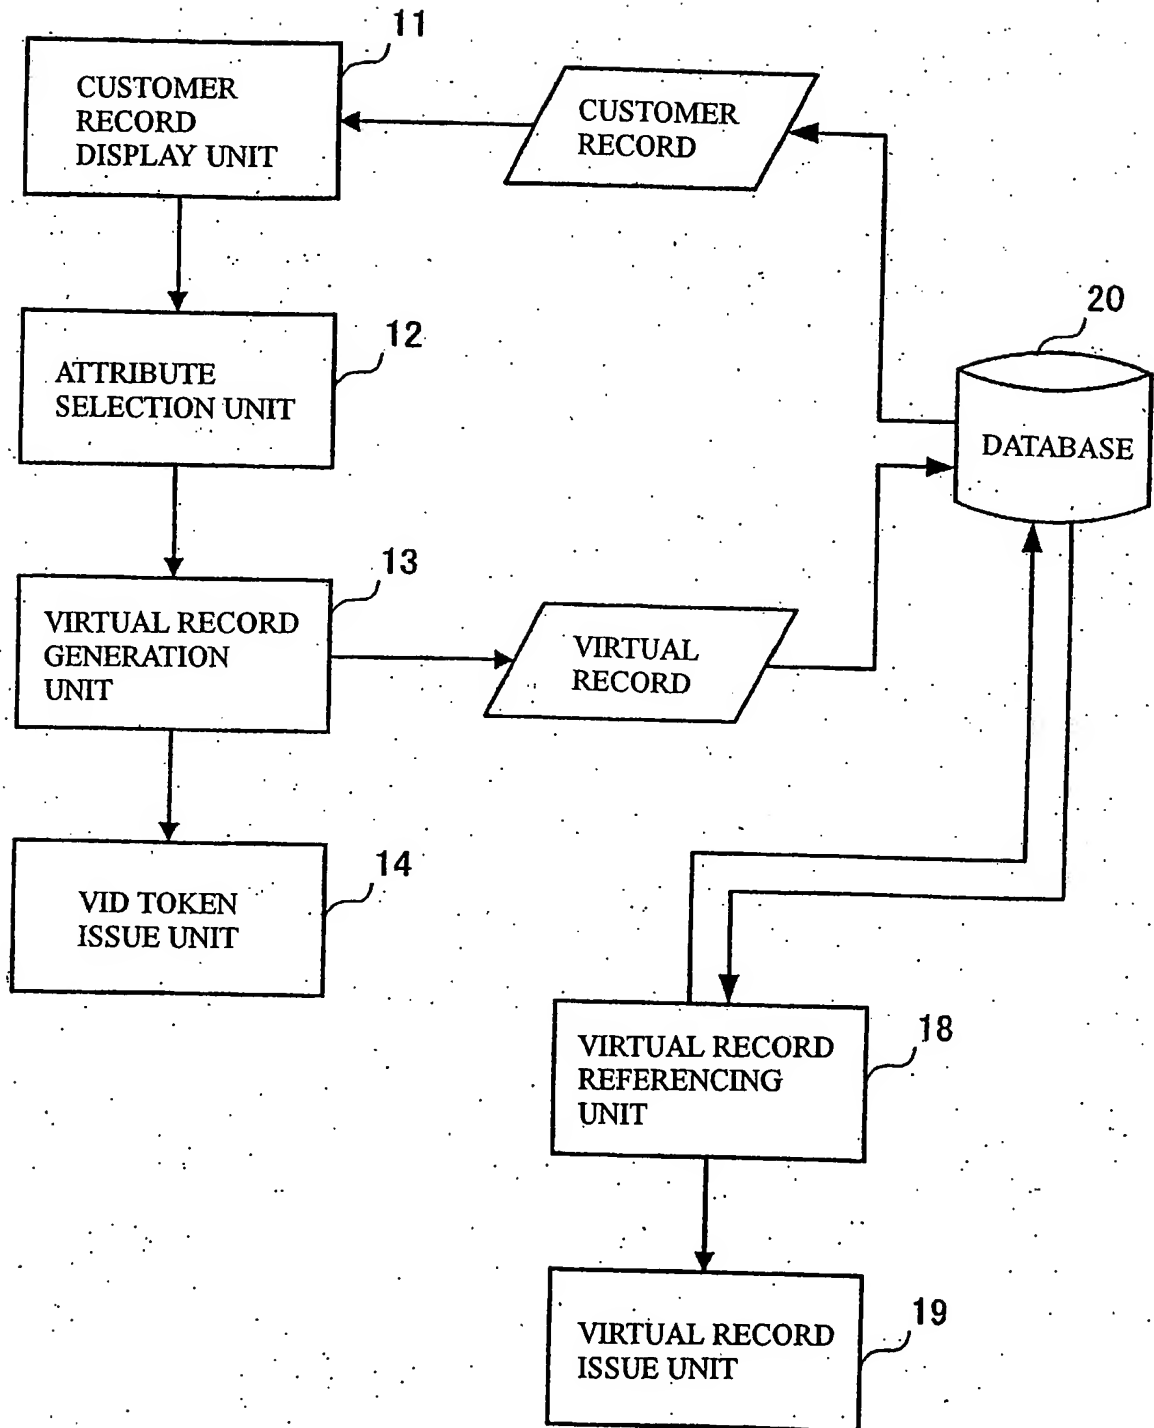 11
CUSTOMER
RECORD
DISPLAY UNIT
CUSTOMER
RECORD
20
12
ATTRIBUTE
SELECTION UNIT
DATABASE
13
VIRTUAL RECORD
GENERATION
UNIT
VIRTUAL
RECORD
14
VID TOKEN
ISSUE UNIT
18
VIRTUAL RECORD
REFERENCING
UNIT
19
VIRTUAL RECORD
ISSUE UNIT